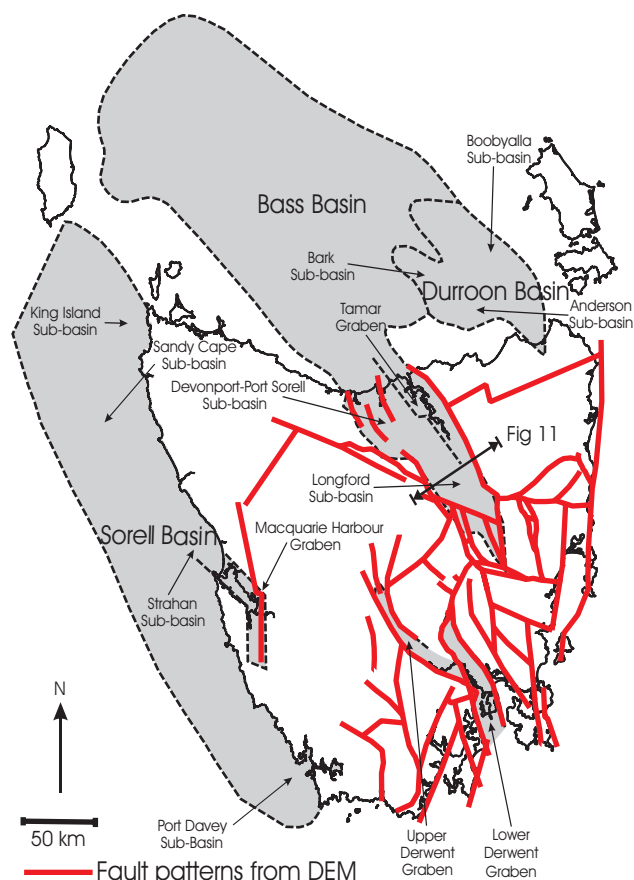 Boobyalla
Sub-basin
Bass Basin
Bark
Sub-basin
Durroon Basin
Anderson
Sub-basin
King Island
Sub-basin
Tamar
Graben
Sandy Cape
Sub-basin
Devonport-Port Sorell
Sub-basin
Fig 11
Longford
Sub-basin
Sorell Basin
Macquarie Harbour
Graben
Strahan
Sub-basin
N
50 km
Port Davey
Sub-Basin
Upper
Derwent
Graben
Lower
Derwent
Graben
Fault patterns from DEM